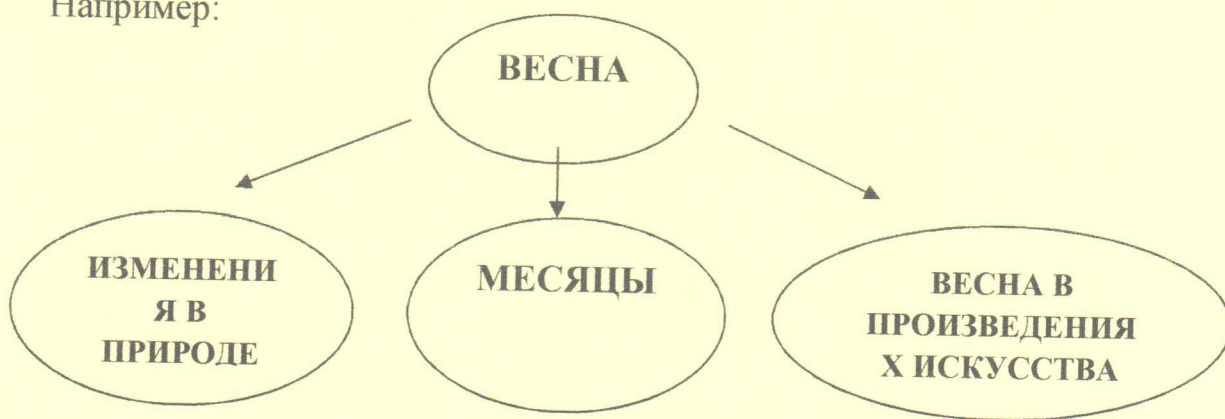 Например:
ВЕСНА
ИЗМЕНЕНИ
Я В
ПРИРОДЕ
МЕСЯЦЫ
ВЕСНА В
ПРОИЗВЕДЕНИЯ
Х ИСКУССТВА